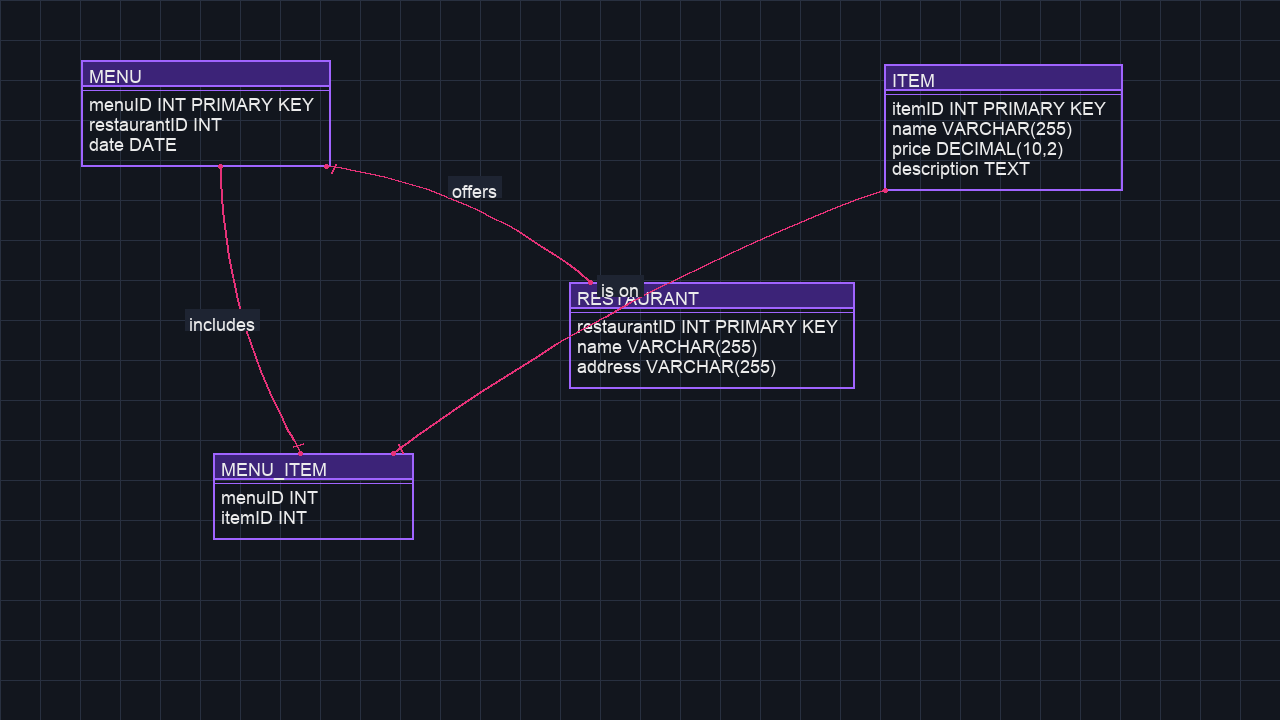 MENU
menuID INT PRIMARY KEY
restaurantID INT
date DATE
ITEM
itemID INT PRIMARY KEY
name VARCHAR(255)
price DECIMAL(10,2)
description TEXT
offers
is on
RESTAURANT
restaurantID INT PRIMARY KEY
name VARCHAR(255)
address VARCHAR(255)
includes
MENU_ITEM
menuID INT
itemID INT